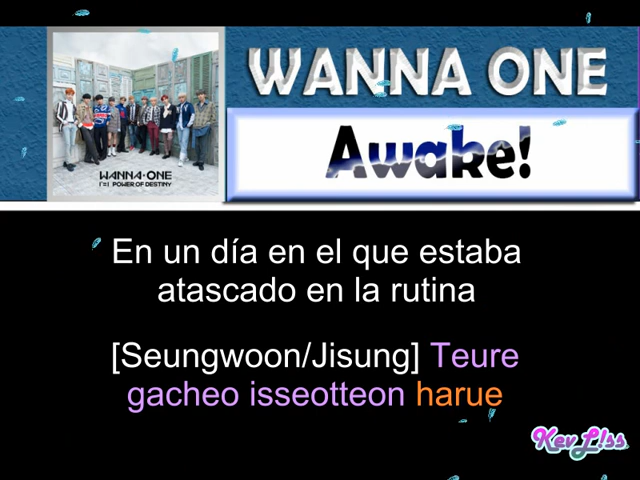 WANNA ONE
Awake!
WANNA·ONE
1¹¹=1 POWER OF DESTINY
En un día en el que estaba
atascado en la rutina
[Seungwoon/Jisung] Teure
gacheo isseotteon harue
KevL!ss